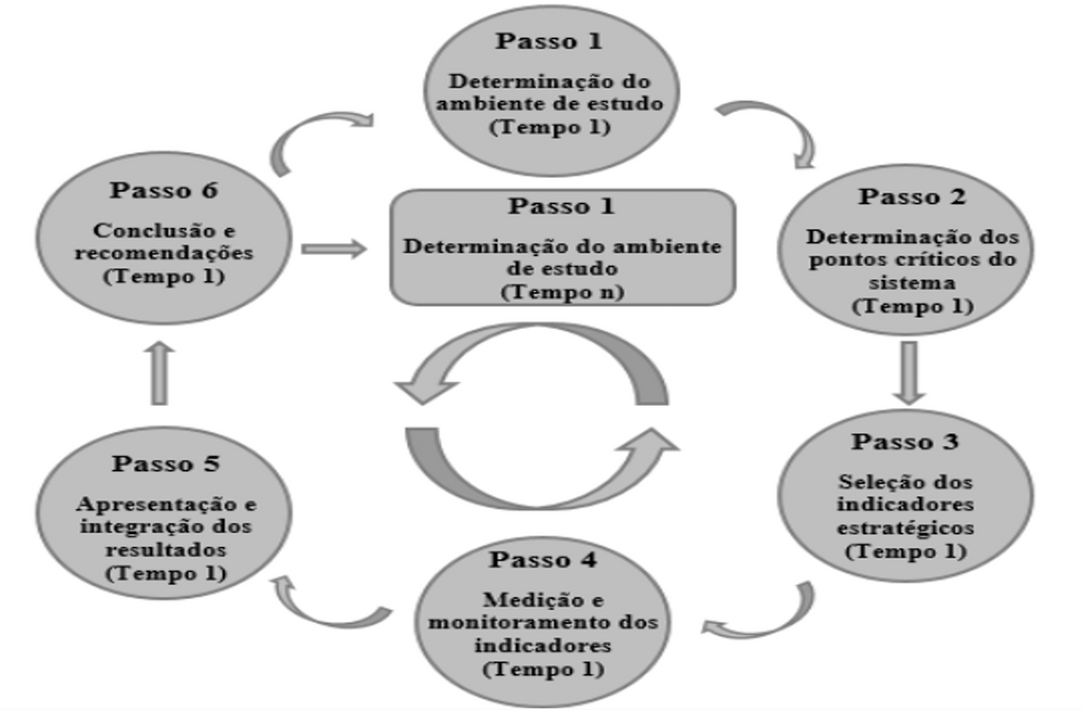 Passo 1
Determinação do
ambiente de estudo
(Tempo 1)
Passo 2
Determinação dos
pontos críticos do
sistema
(Tempo 1)
Passo 3
Seleção dos
indicadores
estratégicos
(Tempo 1)
Passo 4
Medição e
monitoramento dos
indicadores
(Tempo 1)
Passo 5
Apresentação e
integração dos
resultados
(Tempo 1)
Passo 6
Conclusão e
recomendações
(Tempo 1)
Passo 1
Determinação do ambiente
de estudo
(Tempo n)